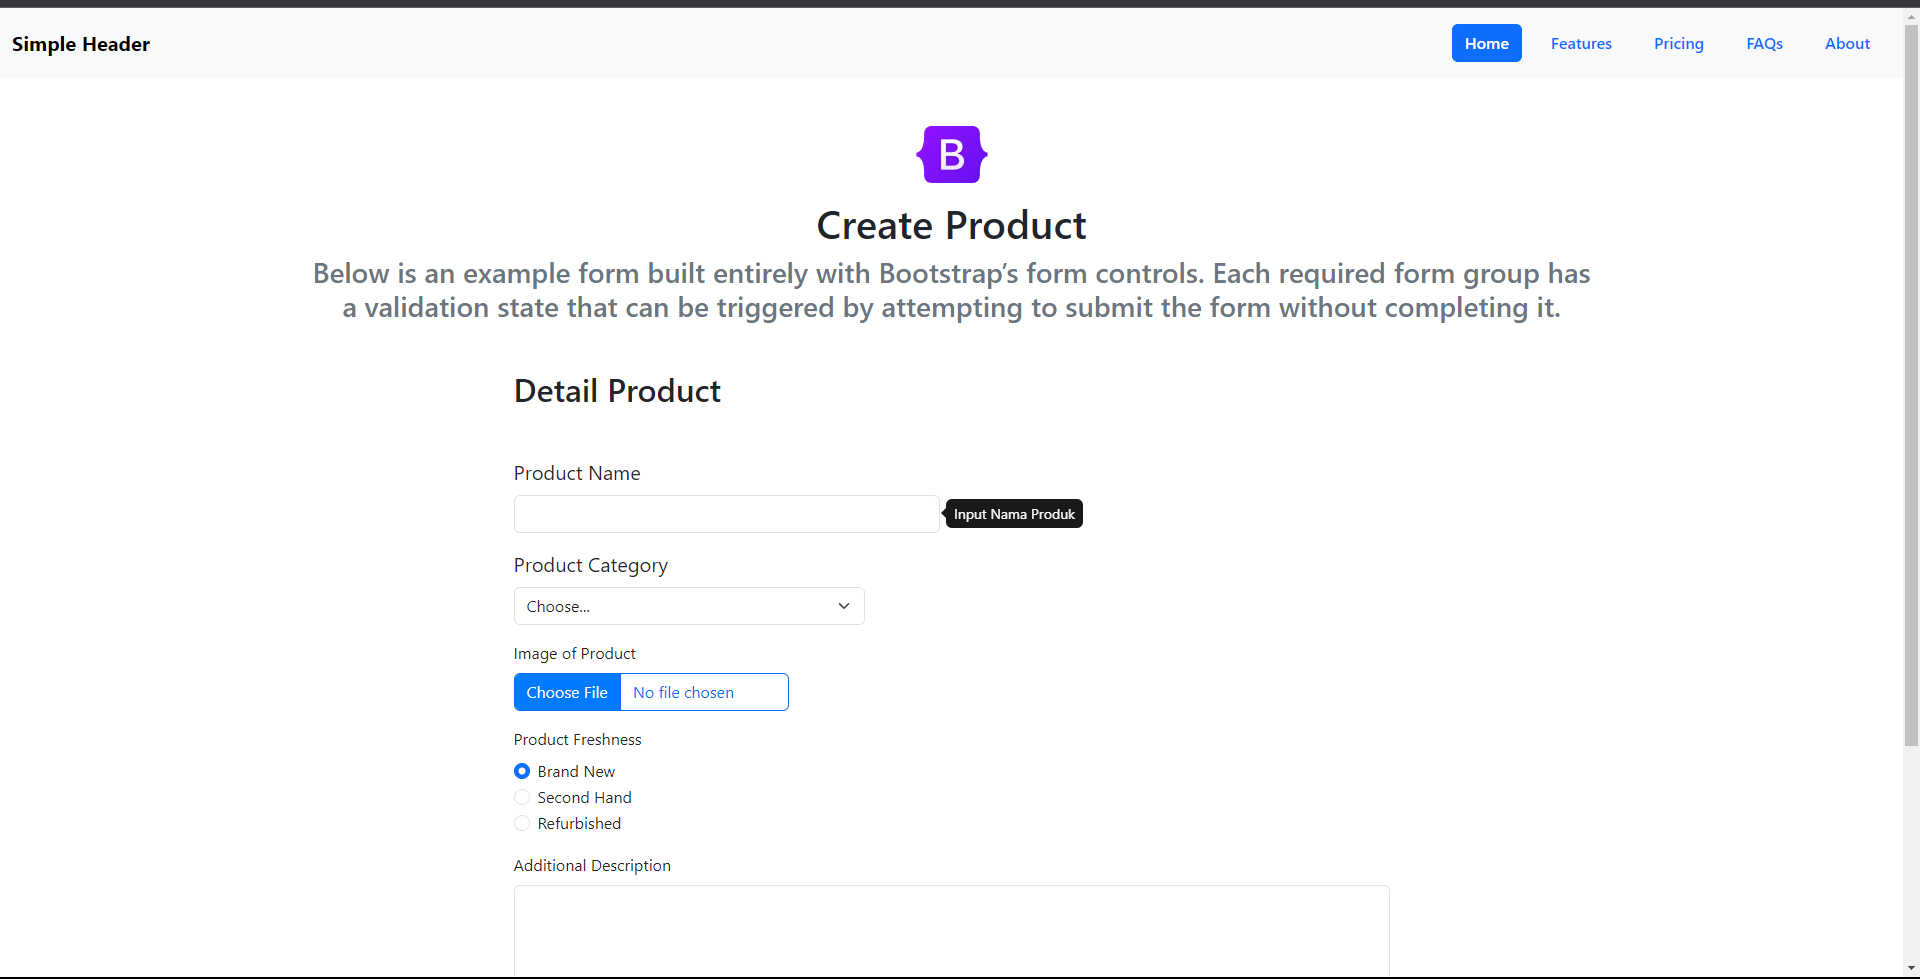 Simple Header
Home
Features
Pricing
FAQs
About
B
Create Product
Below is an example form built entirely with Bootstrap’s form controls. Each required form group has
a validation state that can be triggered by attempting to submit the form without completing it.
Detail Product
Product Name
Input Nama Produk
Product Category
Choose...
Image of Product
Choose File
No file chosen
Product Freshness
Brand New
Second Hand
Refurbished
Additional Description